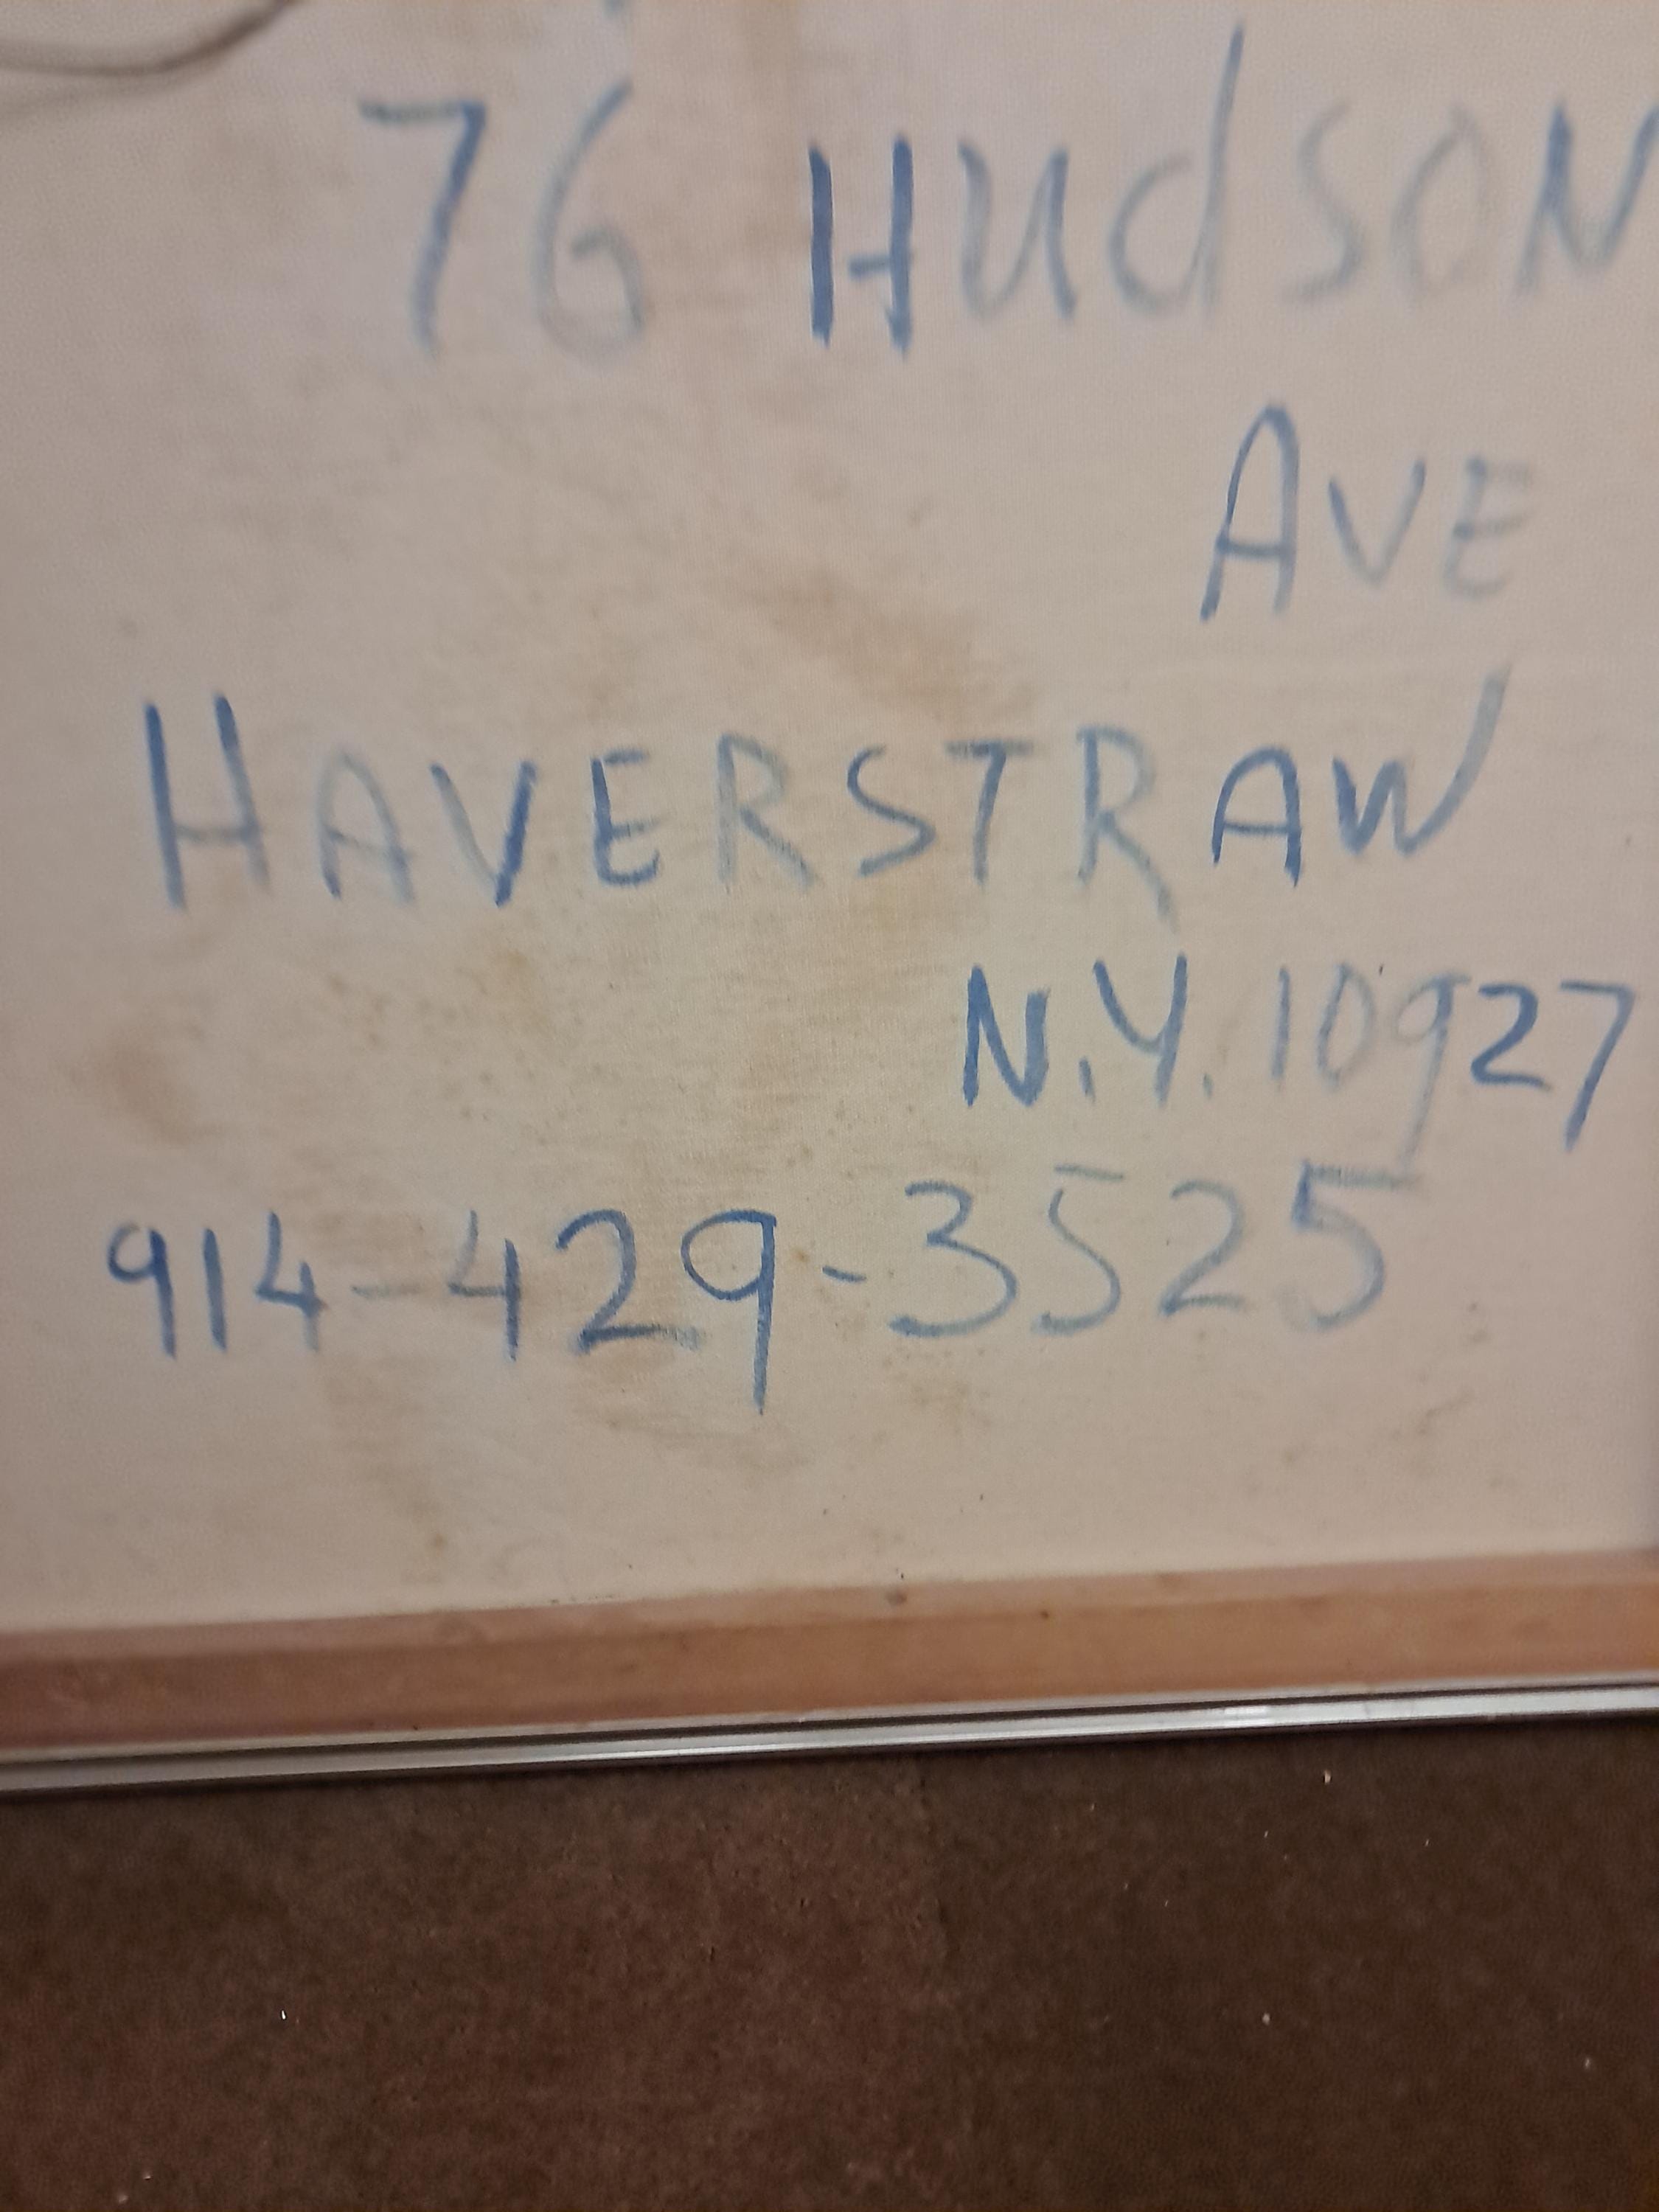 76 HudSON
AVE
HAVERSTRAW
N.Y. 10927
914-429-3525